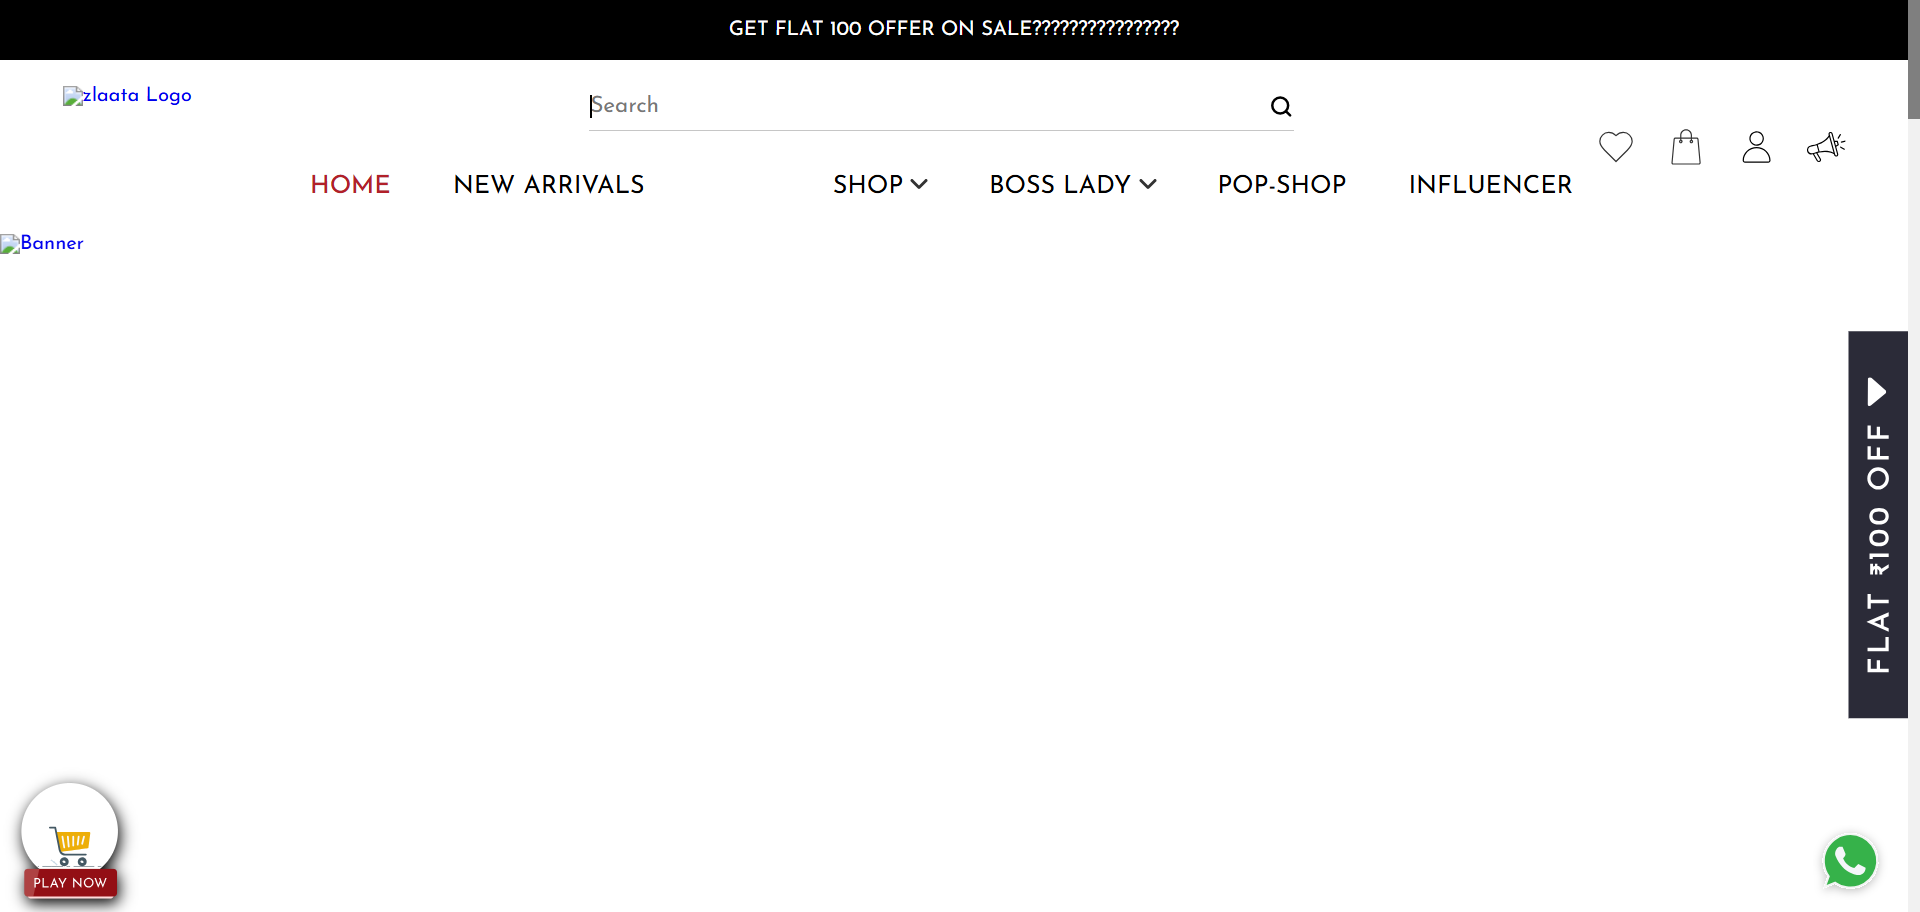 GET FLAT 100 OFFER ON SALE????????????????
zlaata Logo
Search
HOME NEW ARRIVALS SHOP BOSS LADY POP-SHOP INFLUENCER
Banner
FLAT ₹100 OFF
PLAY NOW